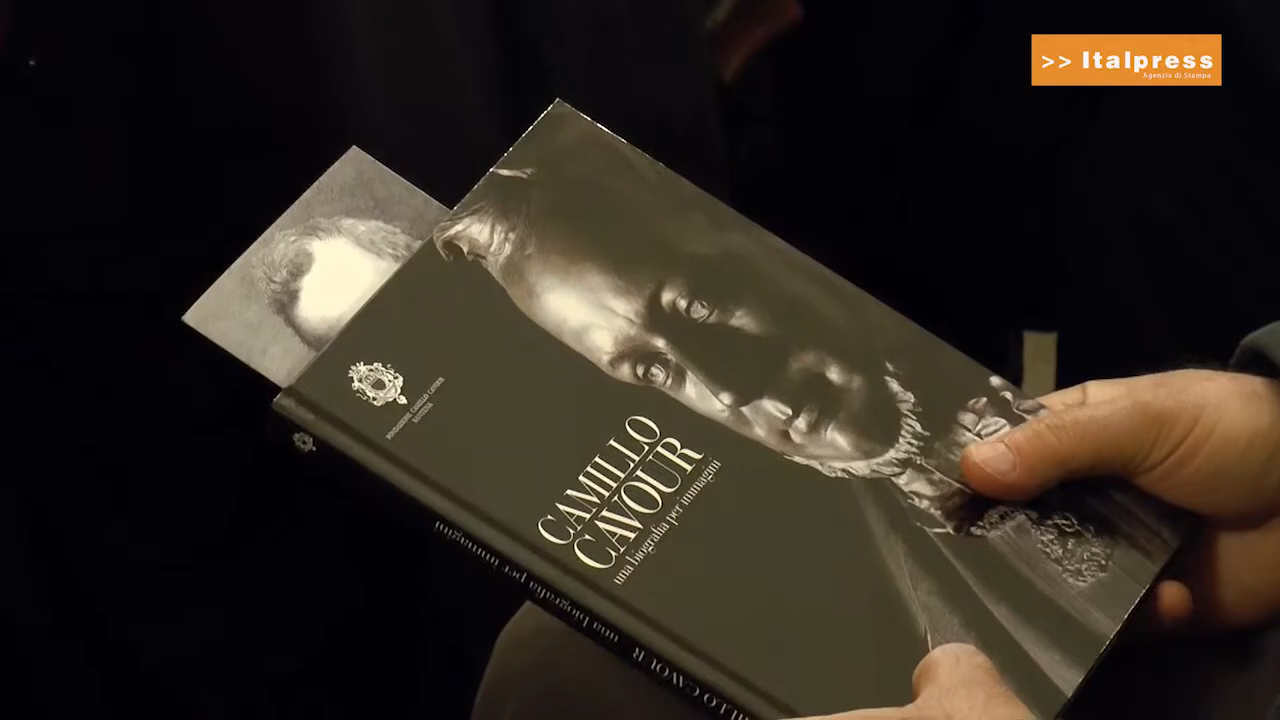 >> Italpress
Agenzia di Stampa
FONDAZIONE CAMILLO CAVOUR
SANTENA
CAMILLO
CAVOUR
una biografia per immagini
CAVOUR una biografia per immagini